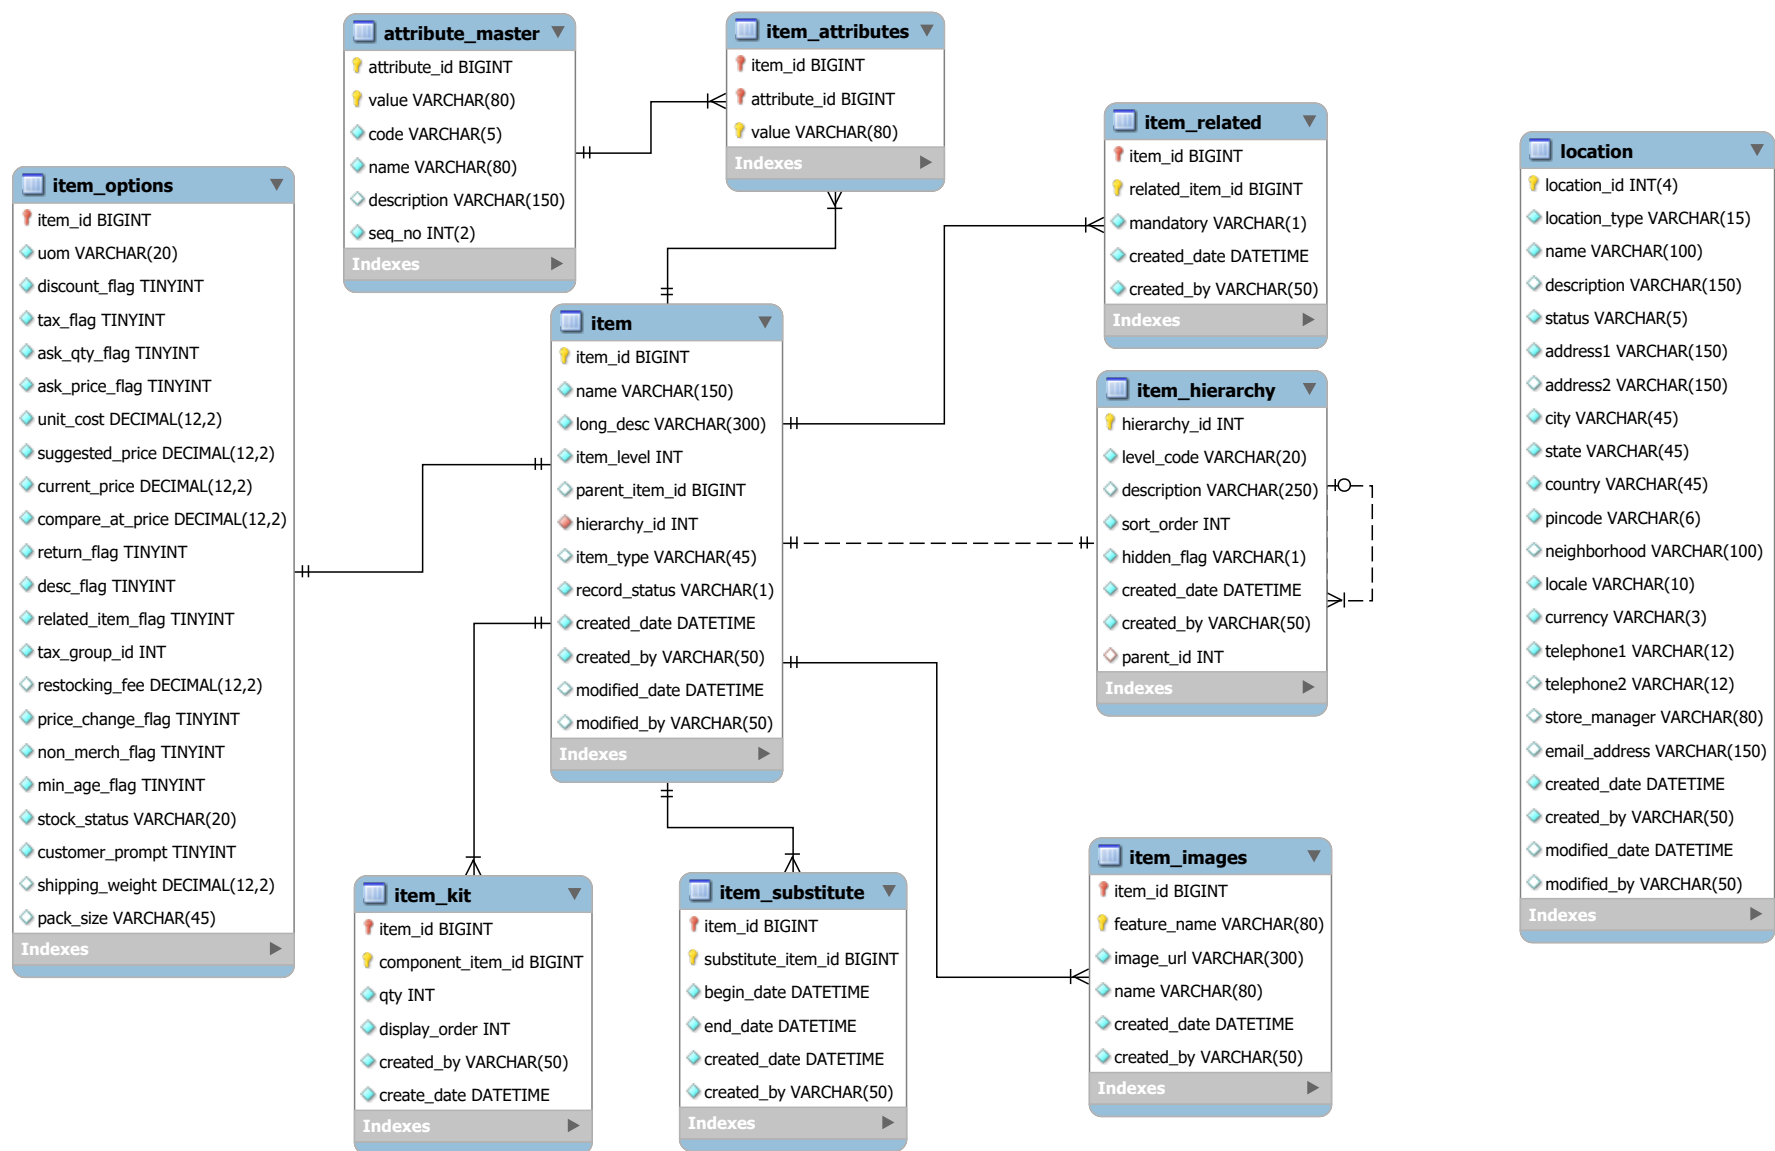 attribute_master
attribute_id BIGINT
value VARCHAR(80)
code VARCHAR(5)
name VARCHAR(80)
description VARCHAR(150)
seq_no INT(2)
Indexes
item_attributes
item_id BIGINT
attribute_id BIGINT
value VARCHAR(80)
Indexes
item_related
item_id BIGINT
related_item_id BIGINT
mandatory VARCHAR(1)
created_date DATETIME
created_by VARCHAR(50)
Indexes
location
location_id INT(4)
location_type VARCHAR(15)
name VARCHAR(100)
description VARCHAR(150)
status VARCHAR(5)
address1 VARCHAR(150)
address2 VARCHAR(150)
city VARCHAR(45)
state VARCHAR(45)
country VARCHAR(45)
pincode VARCHAR(6)
neighborhood VARCHAR(100)
locale VARCHAR(10)
currency VARCHAR(3)
telephone1 VARCHAR(12)
telephone2 VARCHAR(12)
store_manager VARCHAR(80)
email_address VARCHAR(150)
created_date DATETIME
created_by VARCHAR(50)
modified_date DATETIME
modified_by VARCHAR(50)
Indexes
item_options
item_id BIGINT
uom VARCHAR(20)
discount_flag TINYINT
tax_flag TINYINT
ask_qty_flag TINYINT
ask_price_flag TINYINT
unit_cost DECIMAL(12,2)
suggested_price DECIMAL(12,2)
current_price DECIMAL(12,2)
compare_at_price DECIMAL(12,2)
return_flag TINYINT
desc_flag TINYINT
related_item_flag TINYINT
tax_group_id INT
restocking_fee DECIMAL(12,2)
price_change_flag TINYINT
non_merch_flag TINYINT
min_age_flag TINYINT
stock_status VARCHAR(20)
customer_prompt TINYINT
shipping_weight DECIMAL(12,2)
pack_size VARCHAR(45)
Indexes
item
item_id BIGINT
name VARCHAR(150)
long_desc VARCHAR(300)
item_level INT
parent_item_id BIGINT
hierarchy_id INT
item_type VARCHAR(45)
record_status VARCHAR(1)
created_date DATETIME
created_by VARCHAR(50)
modified_date DATETIME
modified_by VARCHAR(50)
Indexes
item_hierarchy
hierarchy_id INT
level_code VARCHAR(20)
description VARCHAR(250)
sort_order INT
hidden_flag VARCHAR(1)
created_date DATETIME
created_by VARCHAR(50)
parent_id INT
Indexes
item_kit
item_id BIGINT
component_item_id BIGINT
qty INT
display_order INT
created_by VARCHAR(50)
create_date DATETIME
Indexes
item_substitute
item_id BIGINT
substitute_item_id BIGINT
begin_date DATETIME
end_date DATETIME
created_date DATETIME
created_by VARCHAR(50)
Indexes
item_images
item_id BIGINT
feature_name VARCHAR(80)
image_url VARCHAR(300)
name VARCHAR(80)
created_date DATETIME
created_by VARCHAR(50)
Indexes